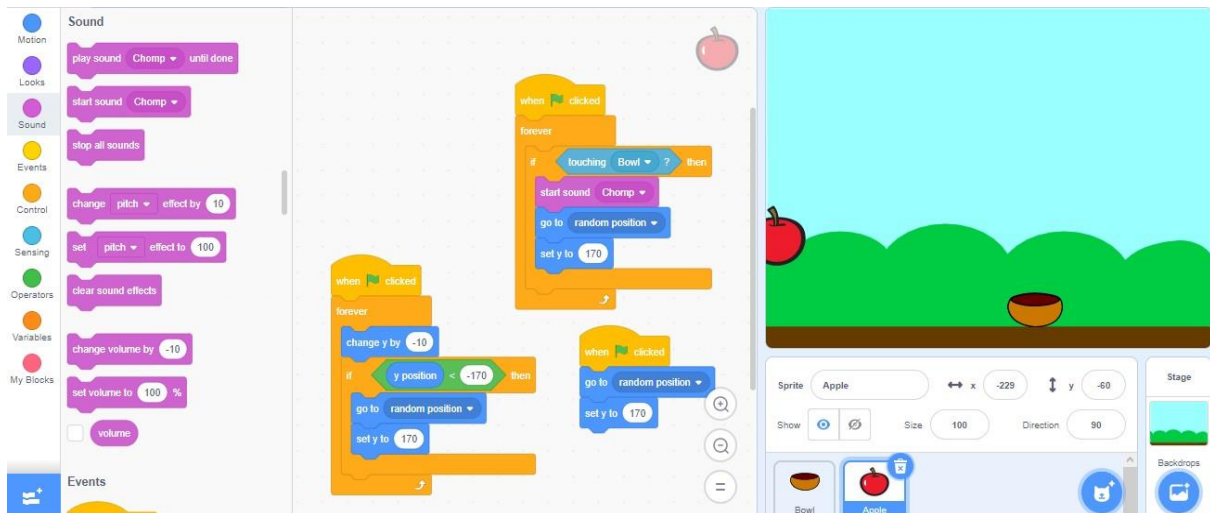 Motion
Looks
Sound
Events
Control
Sensing
Operators
Variables
My Blocks
Sound
play sound Chomp until done
start sound Chomp
stop all sounds
change pitch effect by 10
set pitch effect to 100
clear sound effects
change volume by -10
set volume to 100 %
volume
Events
when clicked
forever
if touching Bowl ? then
start sound Chomp
go to random position
set y to 170
when clicked
forever
change y by -10
if y position < -170 then
go to random position
set y to 170
when clicked
go to random position
set y to 170
Sprite Apple x -229 y -60
Show Size 100 Direction 90
Bowl
Apple
Stage
Backdrops